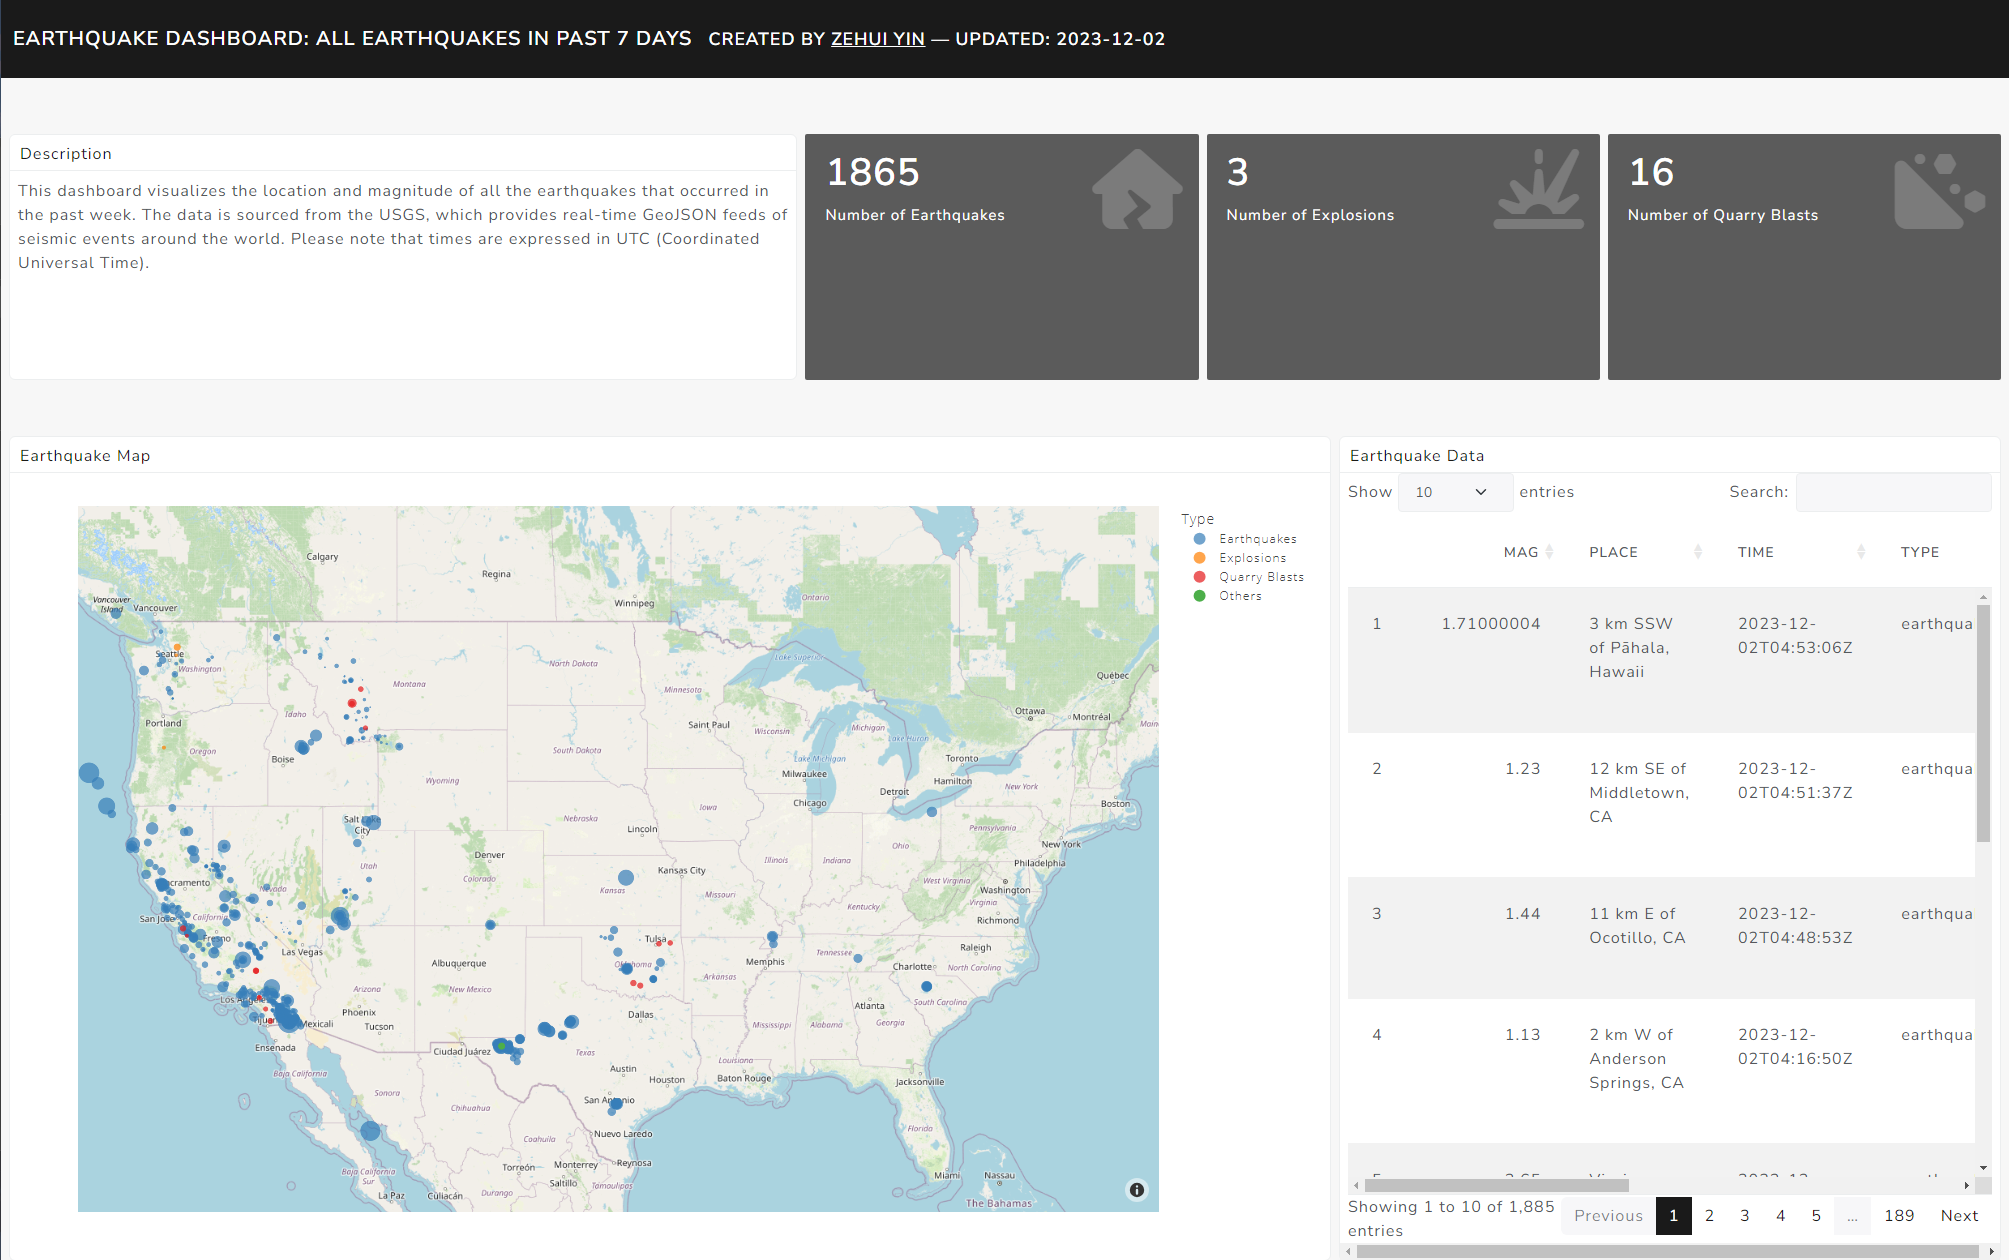 EARTHQUAKE DASHBOARD: ALL EARTHQUAKES IN PAST 7 DAYS CREATED BY ZEHUI YIN — UPDATED: 2023-12-02
Description
This dashboard visualizes the location and magnitude of all the earthquakes that occurred in
the past week. The data is sourced from the USGS, which provides real-time GeoJSON feeds of
seismic events around the world. Please note that times are expressed in UTC (Coordinated
Universal Time).
1865
Number of Earthquakes
3
Number of Explosions
16
Number of Quarry Blasts
Earthquake Map
Type
Earthquakes
Explosions
Quarry Blasts
Others
Calgary
Regina
Winnipeg
Ontario
Vancouver
Island
Vancouver
Seattle
Washington
North Dakota
Lake Superior
Montana
Minnesota
Québec
Portland
Idaho
Ottawa
Montréal
Main
Saint Paul
Wisconsin
Michigan
Lake Huron
Oregon
South Dakota
Boise
Lake Michigan
Toronto
Milwaukee
Hamilton
Wyoming
Detroit
New York
Chicago
Boston
Iowa
Salt Lake
City
Nebraska
Lincoln
Pennsylvania
New York
Ohio
Denver
Illinois
Indiana
Philadelphia
Utah
Kansas City
Colorado
cramento
Nevada
Kansas
Missouri
West Virginia
Washington
Virginia
San Jose
California
Kentucky
Richmond
Fresno
Tulsa
Las Vegas
Raleigh
Albuquerque
Memphis
Tennessee
Charlotte
North Carolina
Oklahoma
Arkansas
Arizona
New Mexico
Los Angeles
South Carolina
Phoenix
Atlanta
Tijuana
Mexicali
Tucson
Dallas
Mississippi
Alabama
Georgia
Ensenada
Ciudad Juárez
Texas
Baja California
Austin
Louisiana
Houston
Baton Rouge
Jacksonville
Sonora
San Antonio
Chihuahua
Florida
Nuevo Laredo
Coahuila
Baja California
Sur
Torreón
Monterrey
Reynosa
Saltillo
Miami
Nassau
La Paz
Culiacán
Durango
Tamaulipas
The Bahamas
Earthquake Data
Show 10 entries Search:
MAG PLACE TIME TYPE
1 1.71000004 3 km SSW 2023-12- earthqua
of Pāhala, 02T04:53:06Z
Hawaii
2 1.23 12 km SE of 2023-12- earthqua
Middletown, 02T04:51:37Z
CA
3 1.44 11 km E of 2023-12- earthqua
Ocotillo, CA 02T04:48:53Z
4 1.13 2 km W of 2023-12- earthqua
Anderson 02T04:16:50Z
Springs, CA
Showing 1 to 10 of 1,885
entries
Previous 1 2 3 4 5 … 189 Next